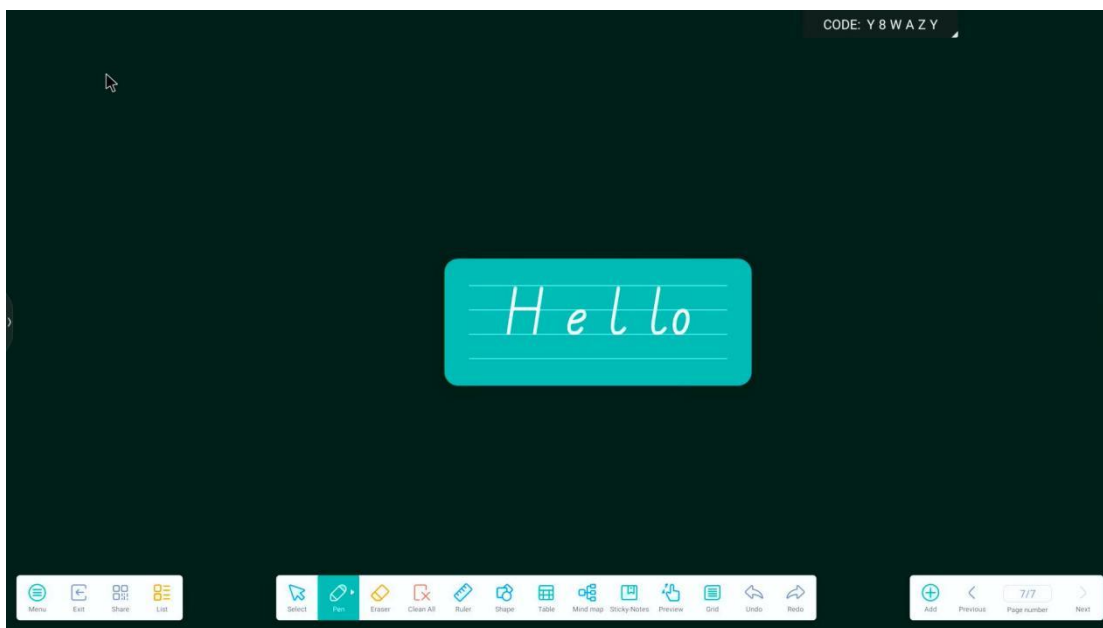 CODE: Y 8 W A Z Y
Hello
Menu Exit Share List
Select Pen Eraser Clean All Ruler Shape Table Mind map Sticky Notes Preview Grid Undo Redo
7/7
Add Previous Page number Next